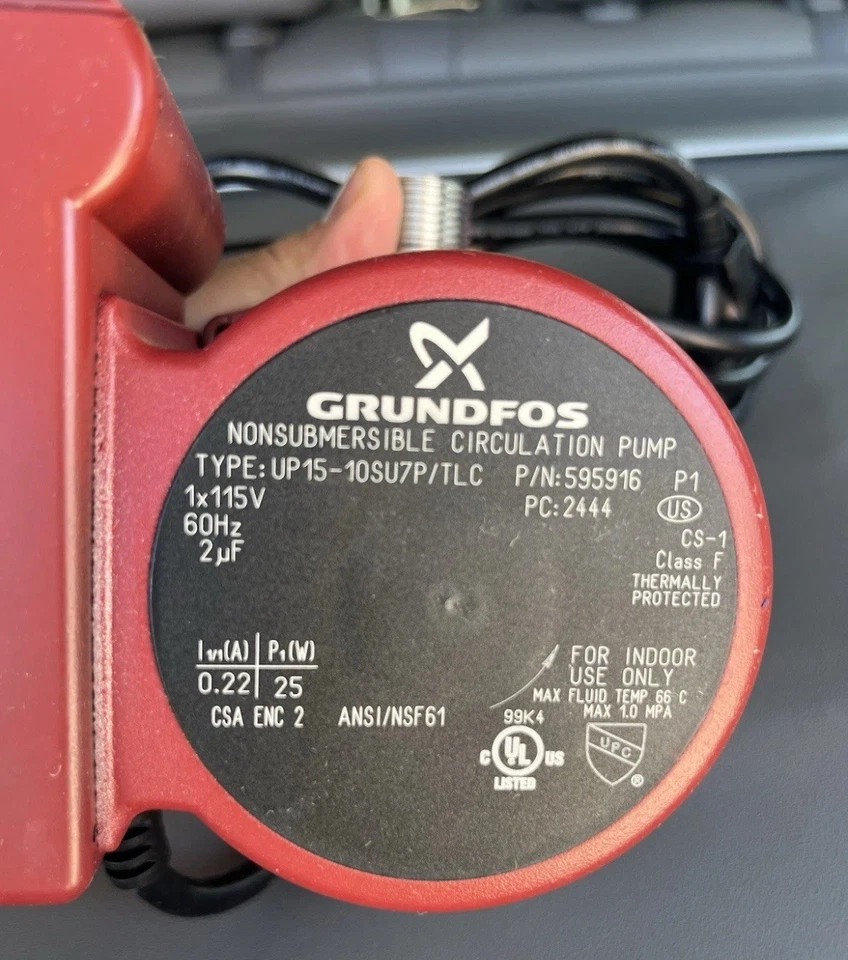 GRUNDFOS
NONSUBMERSIBLE CIRCULATION PUMP
TYPE: UP15-10SU7P/TLC P/N: 595916 P1
1x115V PC: 2444 US
60Hz CS-1
2µF Class F
THERMALLY
PROTECTED
I1/1(A) P1(W) FOR INDOOR
0.22 25 USE ONLY
MAX FLUID TEMP 66 C
CSA ENC 2 ANSI/NSF61 99K4 MAX 1.0 MPA
C UL US UPC ®
LISTED